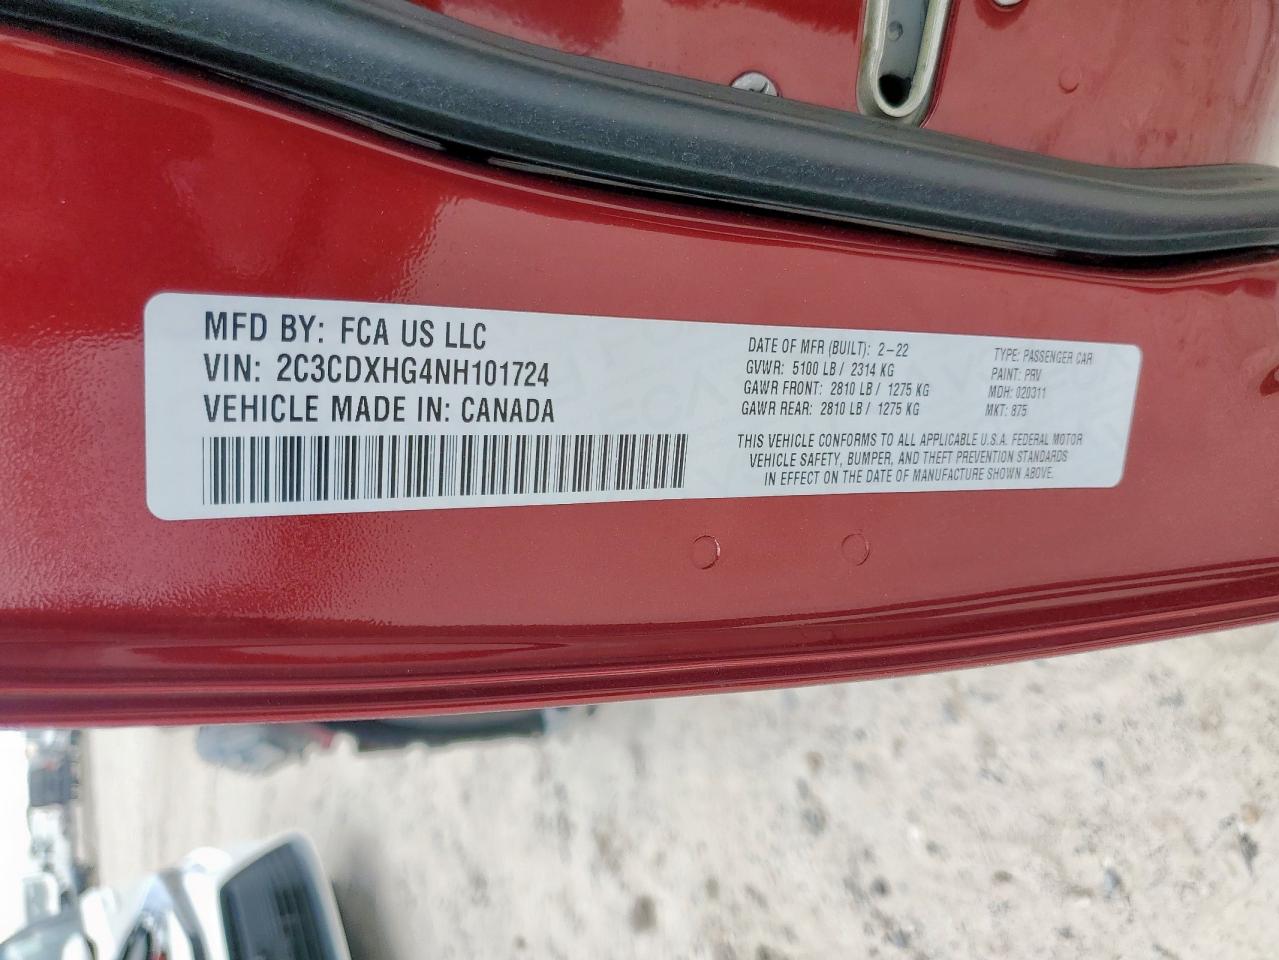 MFD BY: FCA US LLC
VIN: 2C3CDXHG4NH101724
VEHICLE MADE IN: CANADA
DATE OF MFR (BUILT): 2-22
GVWR: 5100 LB / 2314 KG
GAWR FRONT: 2810 LB / 1275 KG
GAWR REAR: 2810 LB / 1275 KG
TYPE: PASSENGER CAR
PAINT: PRV
MDH: 020311
MKT: 875
THIS VEHICLE CONFORMS TO ALL APPLICABLE U.S.A. FEDERAL MOTOR
VEHICLE SAFETY, BUMPER, AND THEFT PREVENTION STANDARDS
IN EFFECT ON THE DATE OF MANUFACTURE SHOWN ABOVE.